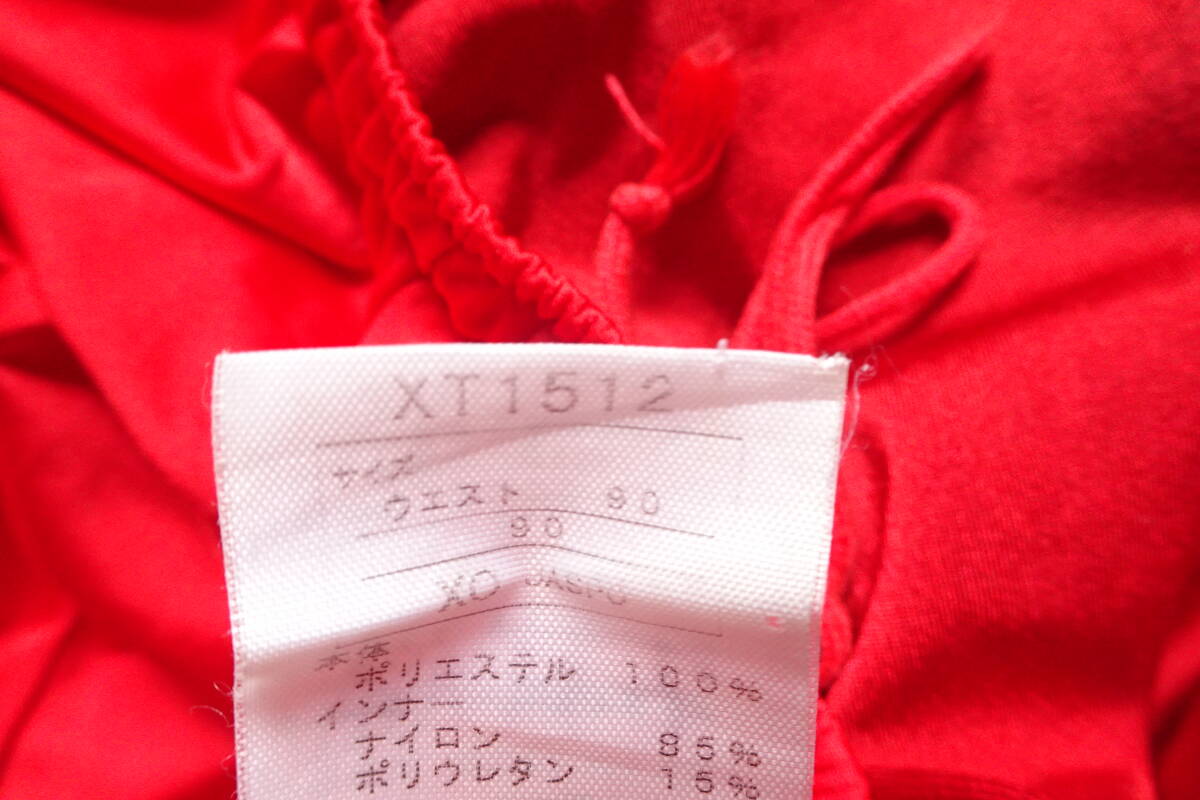 XT1512
サイズ
ウエスト 90
90
XO JASPO
本体
ポリエステル 100%
インナー
ナイロン 85%
ポリウレタン 15%